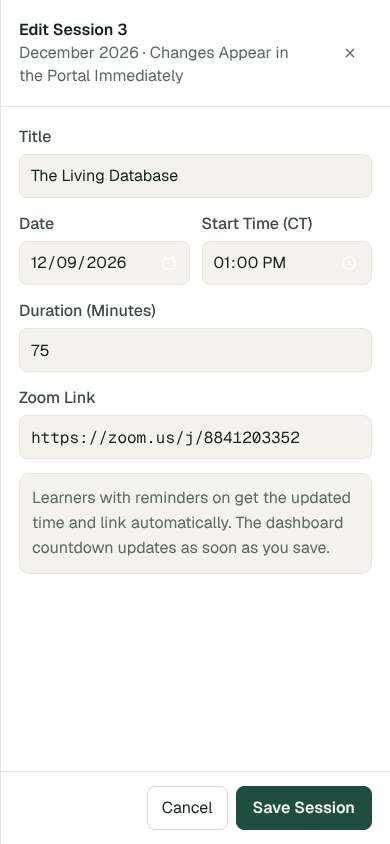 Edit Session 3
December 2026 · Changes Appear in
the Portal Immediately
×
Title
The Living Database
Date
Start Time (CT)
12/09/2026
01:00 PM
Duration (Minutes)
75
Zoom Link
https://zoom.us/j/8841203352
Learners with reminders on get the updated
time and link automatically. The dashboard
countdown updates as soon as you save.
Cancel
Save Session